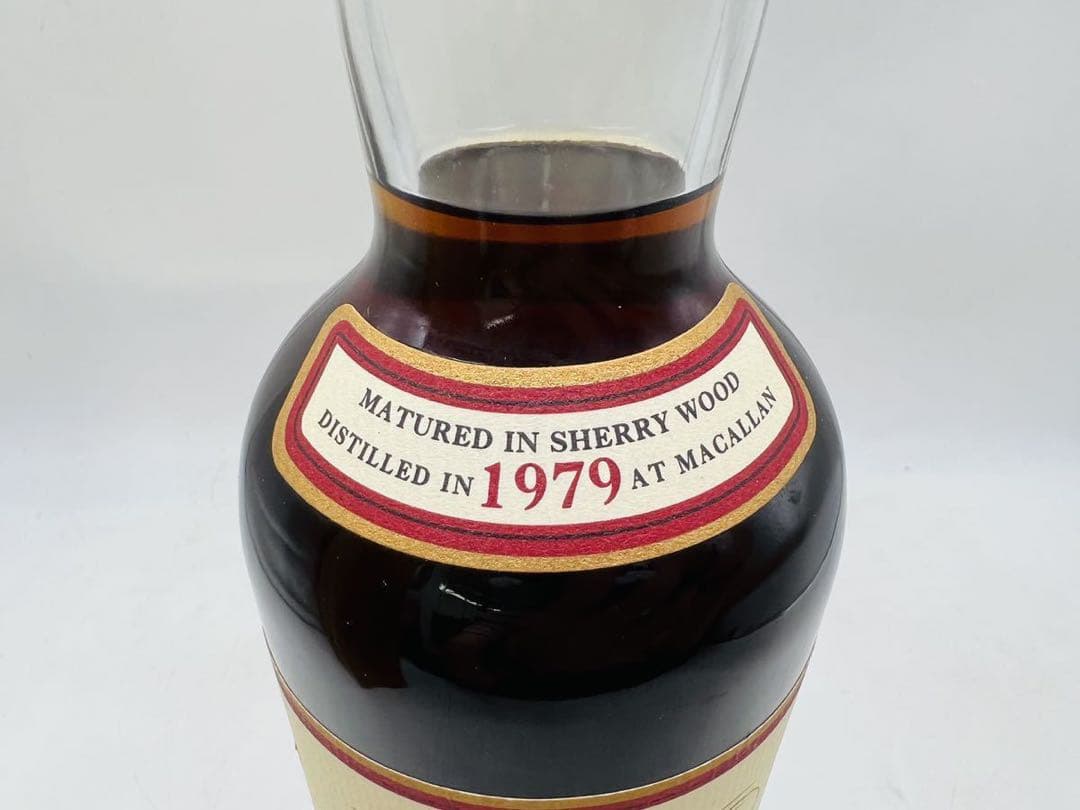 MATURED IN SHERRY WOOD
DISTILLED IN 1979 AT MACALLAN